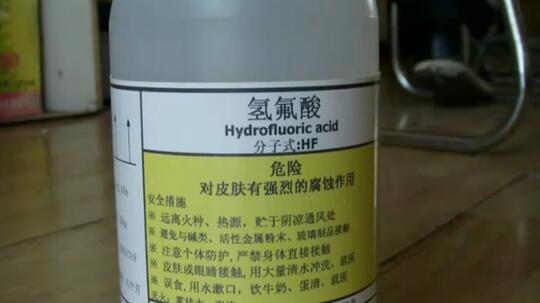 氢氟酸
Hydrofluoric acid
分子式:HF
危险
对皮肤有强烈的腐蚀作用
安全措施
※ 远离火种、热源，贮于阴凉通风处
※ 避免与碱类、活性金属粉末、玻璃制品接触
※ 注意个体防护,严禁身体直接接触
※ 皮肤或眼睛接触,用大量清水冲洗，就医
※ 误食,用水漱口，饮牛奶、蛋清，就医